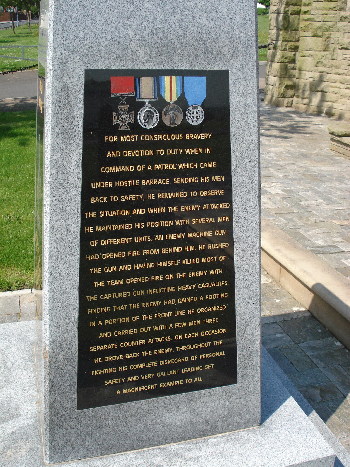 FOR MOST CONSPICUOUS BRAVERY
AND DEVOTION TO DUTY WHEN IN
COMMAND OF A PATROL WHICH CAME
UNDER HOSTILE BARRAGE. SENDING HIS MEN
BACK TO SAFETY, HE REMAINED TO OBSERVE
THE SITUATION AND WHEN THE ENEMY ATTACKED
HE MAINTAINED HIS POSITION WITH SEVERAL MEN
OF DIFFERENT UNITS. AN ENEMY MACHINE GUN
HAD OPENED FIRE FROM BEHIND HIM. HE RUSHED
THE GUN AND HAVING HIMSELF KILLED MOST OF
THE TEAM OPENED FIRE ON THE ENEMY WITH
THE CAPTURED GUN INFLICTING HEAVY CASUALTIES.
FINDING THAT THE ENEMY HAD GAINED A FOOTING
IN A PORTION OF THE FRONT LINE HE ORGANIZED
AND CARRIED OUT WITH A FEW MEN THREE
SEPARATE COUNTER ATTACKS. ON EACH OCCASION
HE DROVE BACK THE ENEMY. THROUGHOUT THE
FIGHTING HIS COMPLETE DISREGARD OF PERSONAL
SAFETY AND VERY GALLANT LEADING SET
A MAGNIFICENT EXAMPLE TO ALL